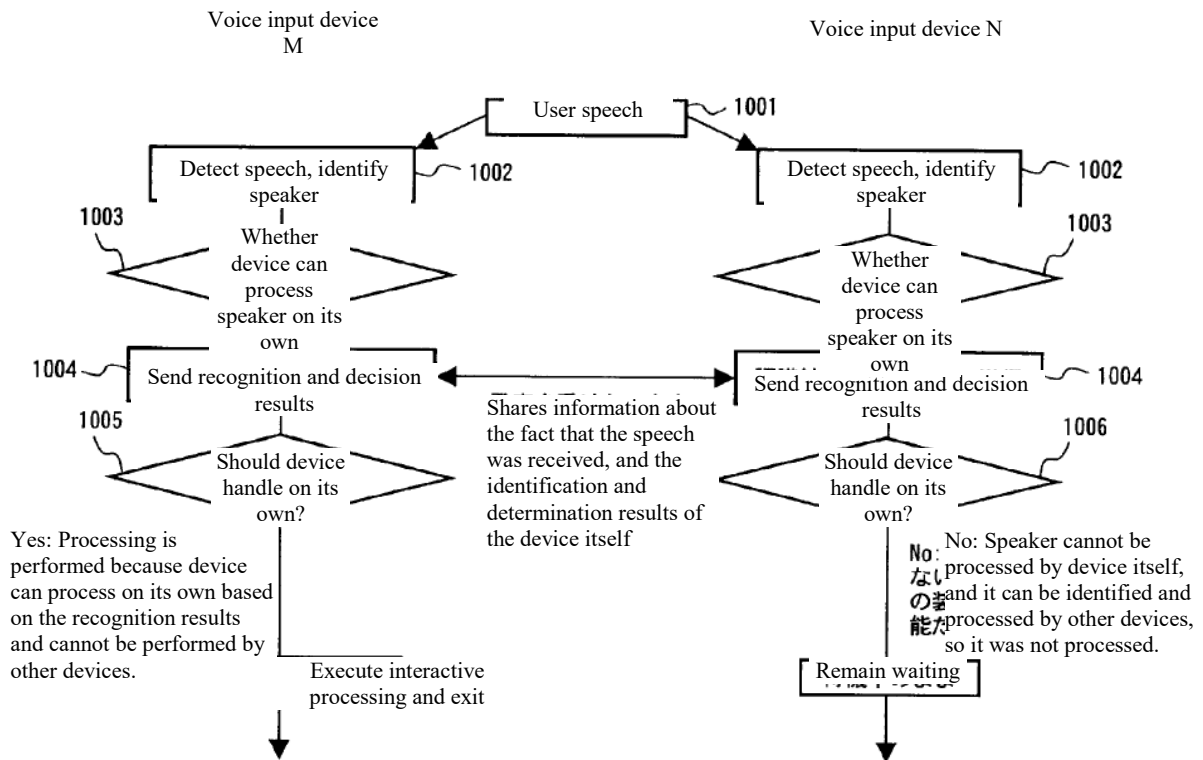 Voice input device
M
Voice input device N
User speech
1001
Detect speech, identify
speaker
1002
Detect speech, identify
speaker
1002
1003
Whether
device can
process
speaker on its
own
1003
Whether
device can
process
speaker on its
own
1004
Send recognition and decision
results
Send recognition and decision
results
1004
Shares information about
the fact that the speech
was received, and the
identification and
determination results of
the device itself
1005
Should device
handle on its
own?
1006
Should device
handle on its
own?
Yes: Processing is
performed because device
can process on its own based
on the recognition results
and cannot be performed by
other devices.
No:
ない
の
能
No: Speaker cannot be
processed by device itself,
and it can be identified and
processed by other devices,
so it was not processed.
Execute interactive
processing and exit
Remain waiting